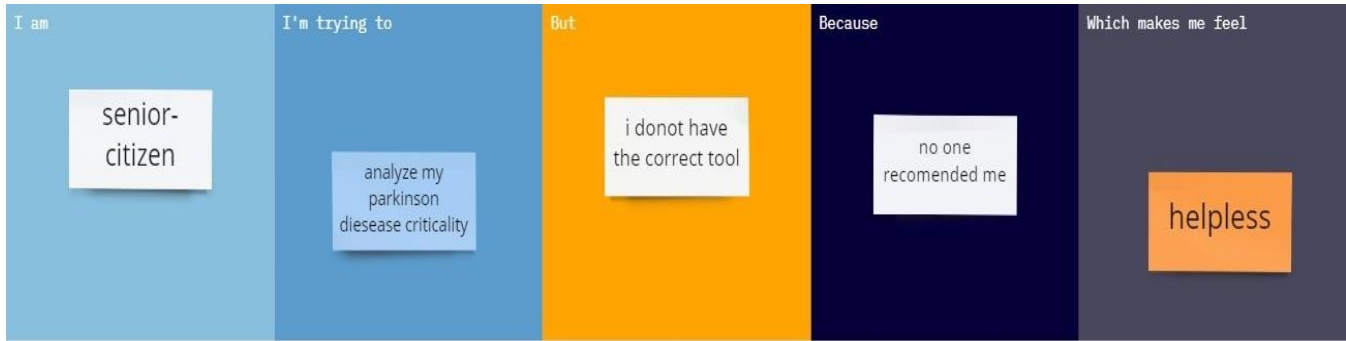 I am
senior-
citizen
I'm trying to
analyze my
parkinson
diesease criticality
But
i donot have
the correct tool
Because
no one
recomended me
Which makes me feel
helpless